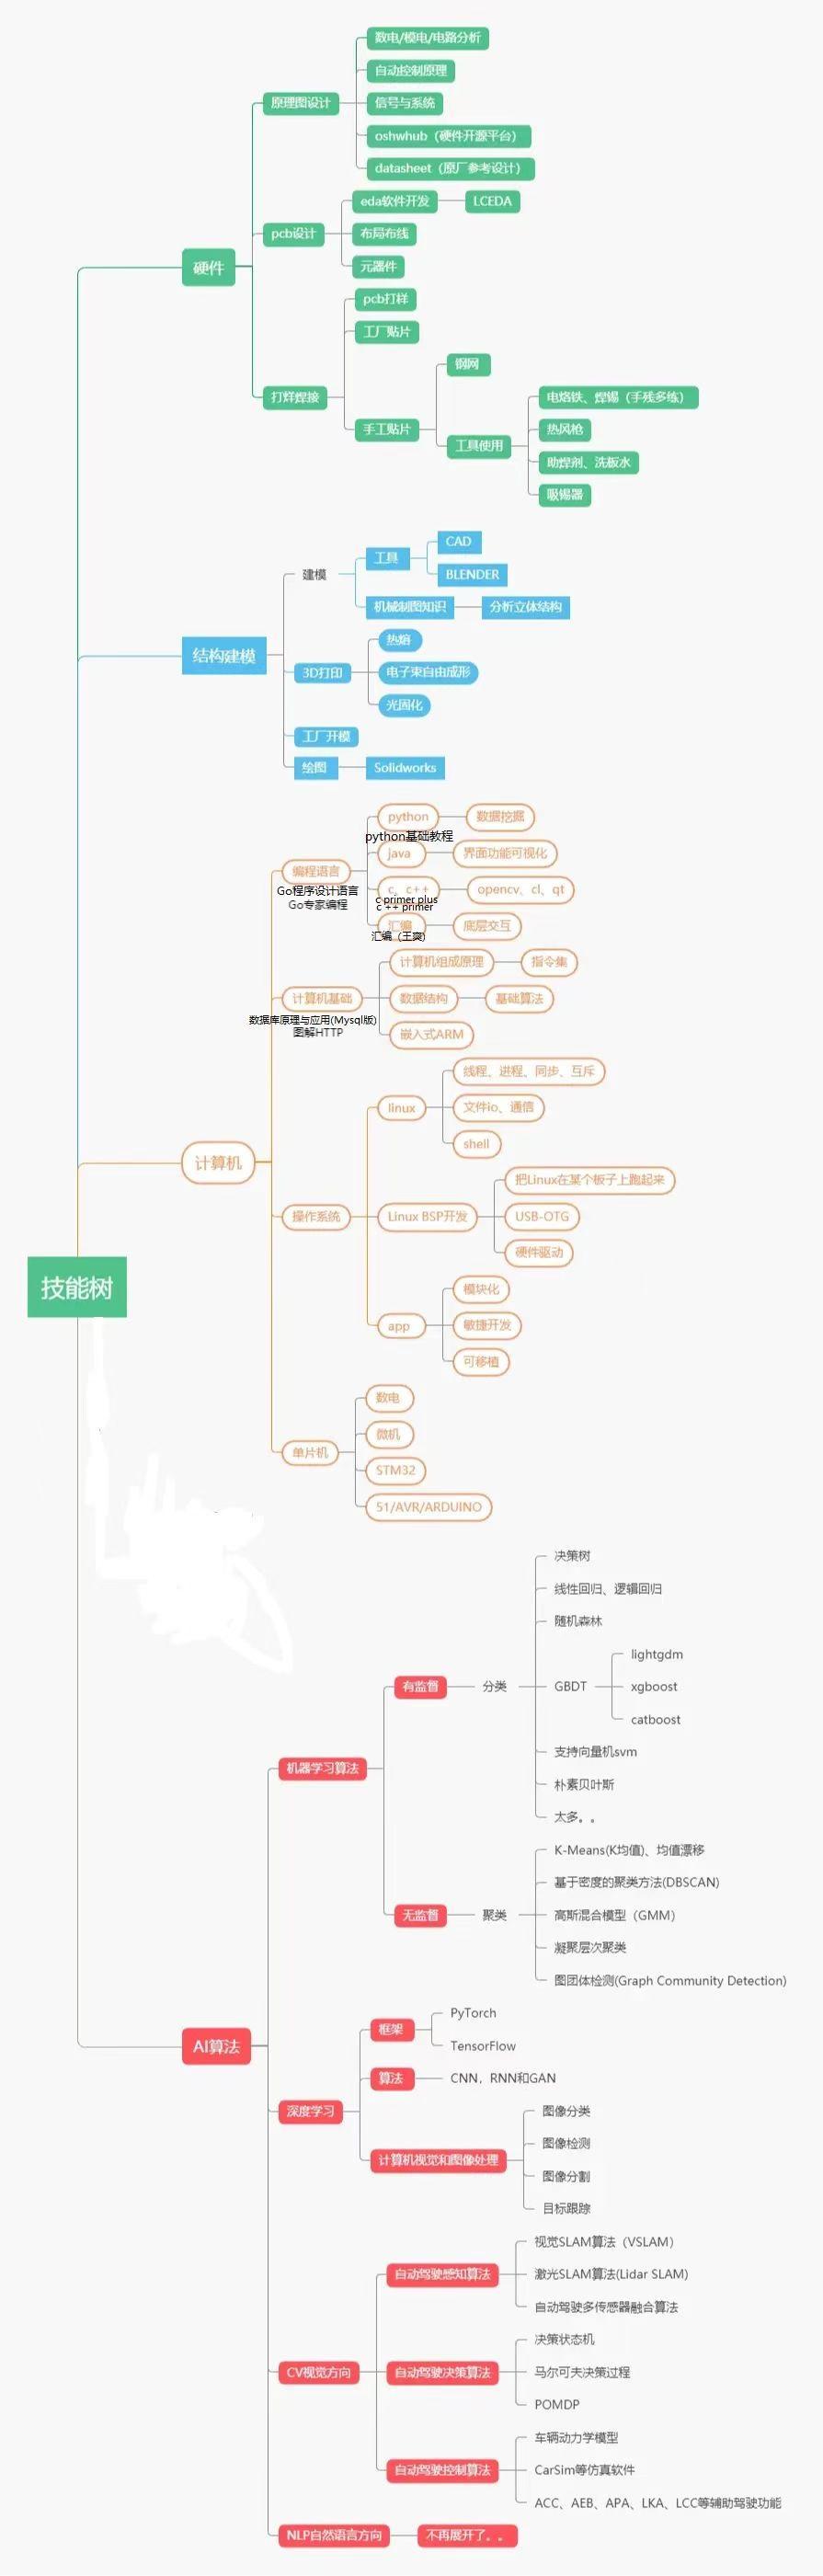 数电/模电/电路分析
自动控制原理
原理图设计
信号与系统
oshwhub（硬件开源平台）
datasheet（原厂参考设计）
eda软件开发
LCEDA
pcb设计
布局布线
元器件
硬件
pcb打样
工厂贴片
钢网
打样焊接
电烙铁、焊锡（手残多练）
手工贴片
热风枪
工具使用
助焊剂、洗板水
吸锡器
CAD
工具
建模
BLENDER
机械制图知识
分析立体结构
热熔
结构建模
3D打印
电子束自由成形
光固化
工厂开模
绘图
Solidworks
python
数据挖掘
python基础教程
java
界面功能可视化
编程语言
Go程序设计语言
Go专家编程
c，c++
opencv、cl、qt
c primer plus
c ++ primer
汇编
底层交互
汇编（王爽)
计算机组成原理
指令集
计算机基础
数据结构
基础算法
数据库原理与应用(Mysql版)
图解HTTP
嵌入式ARM
线程、进程、同步、互斥
linux
文件io、通信
shell
计算机
把Linux在某个板子上跑起来
操作系统
Linux BSP开发
USB-OTG
硬件驱动
技能树
模块化
app
敏捷开发
可移植
数电
微机
单片机
STM32
51/AVR/ARDUINO
决策树
线性回归、逻辑回归
随机森林
lightgdm
有监督
分类
GBDT
xgboost
catboost
支持向量机svm
机器学习算法
朴素贝叶斯
太多。。
K-Means(K均值)、均值漂移
基于密度的聚类方法(DBSCAN)
无监督
聚类
高斯混合模型（GMM）
凝聚层次聚类
图团体检测(Graph Community Detection)
PyTorch
框架
AI算法
TensorFlow
算法
CNN，RNN和GAN
深度学习
图像分类
图像检测
计算机视觉和图像处理
图像分割
目标跟踪
视觉SLAM算法（VSLAM）
自动驾驶感知算法
激光SLAM算法(Lidar SLAM)
自动驾驶多传感器融合算法
决策状态机
CV视觉方向
自动驾驶决策算法
马尔可夫决策过程
POMDP
车辆动力学模型
自动驾驶控制算法
CarSim等仿真软件
ACC、AEB、APA、LKA、LCC等辅助驾驶功能
NLP自然语言方向
不再展开了。。